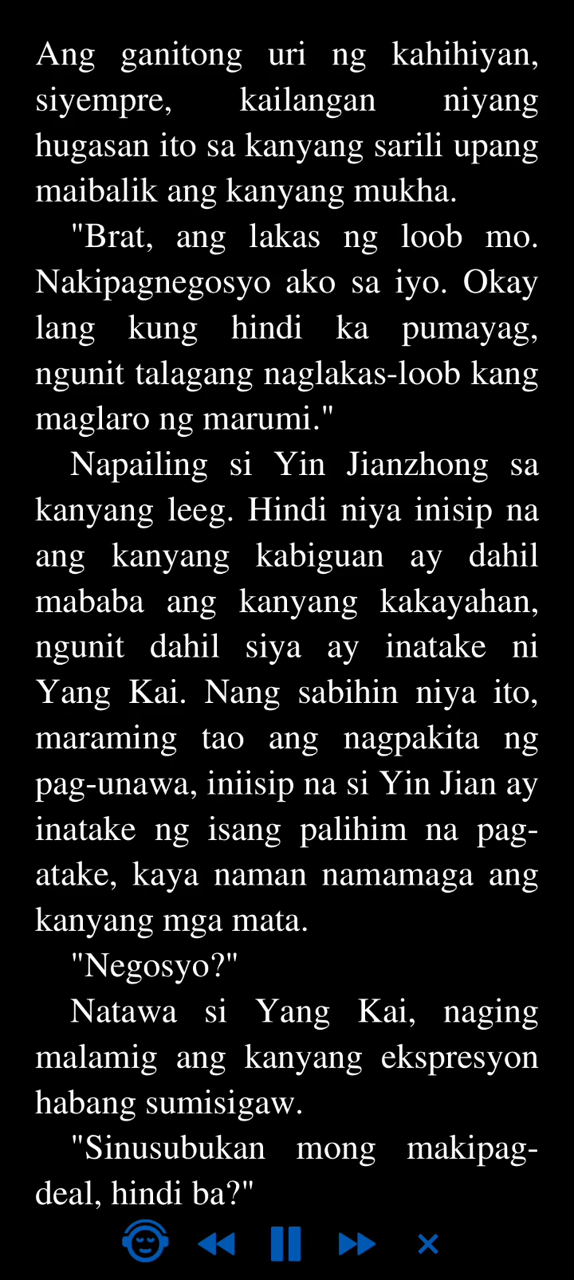 Ang ganitong uri ng kahihiyan,
siyempre, kailangan niyang
hugasan ito sa kanyang sarili upang
maibalik ang kanyang mukha.
"Brat, ang lakas ng loob mo.
Nakipagnegosyo ako sa iyo. Okay
lang kung hindi ka pumayag,
ngunit talagang naglakas-loob kang
maglaro ng marumi."
Napailing si Yin Jianzhong sa
kanyang leeg. Hindi niya inisip na
ang kanyang kabiguan ay dahil
mababa ang kanyang kakayahan,
ngunit dahil siya ay inatake ni
Yang Kai. Nang sabihin niya ito,
maraming tao ang nagpakita ng
pag-unawa, iniisip na si Yin Jian ay
inatake ng isang palihim na pag-
atake, kaya naman namamaga ang
kanyang mga mata.
"Negosyo?"
Natawa si Yang Kai, naging
malamig ang kanyang ekspresyon
habang sumisigaw.
"Sinusubukan mong makipag-
deal, hindi ba?"